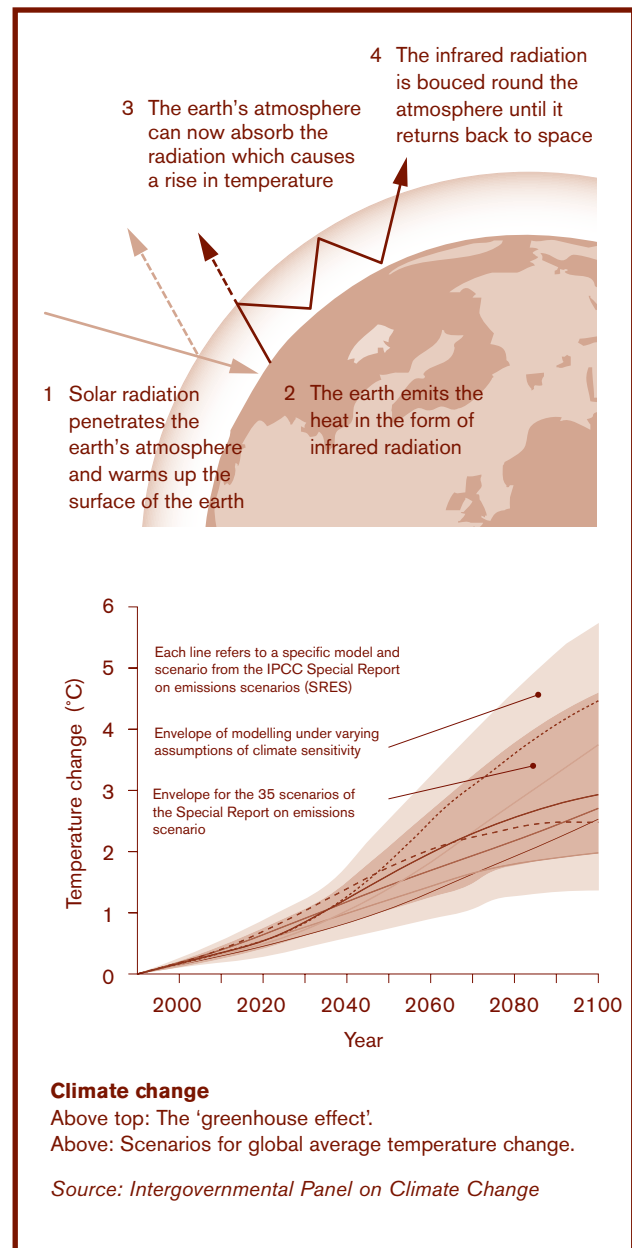 4 The infrared radiation
is bouced round the
atmosphere until it
returns back to space
3 The earth's atmosphere
can now absorb the
radiation which causes
a rise in temperature
1 Solar radiation
penetrates the
earth's atmosphere
and warms up the
surface of the earth
2 The earth emits the
heat in the form of
infrared radiation
6
5
4
3
2
1
0
Temperature change (°C)
Each line refers to a specific model and
scenario from the IPCC Special Report
on emissions scenarios (SRES)
Envelope of modelling under varying
assumptions of climate sensitivity
Envelope for the 35 scenarios of
the Special Report on emissions
scenario
2000 2020 2040 2060 2080 2100
Year
Climate change
Above top: The ‘greenhouse effect’.
Above: Scenarios for global average temperature change.
Source: Intergovernmental Panel on Climate Change